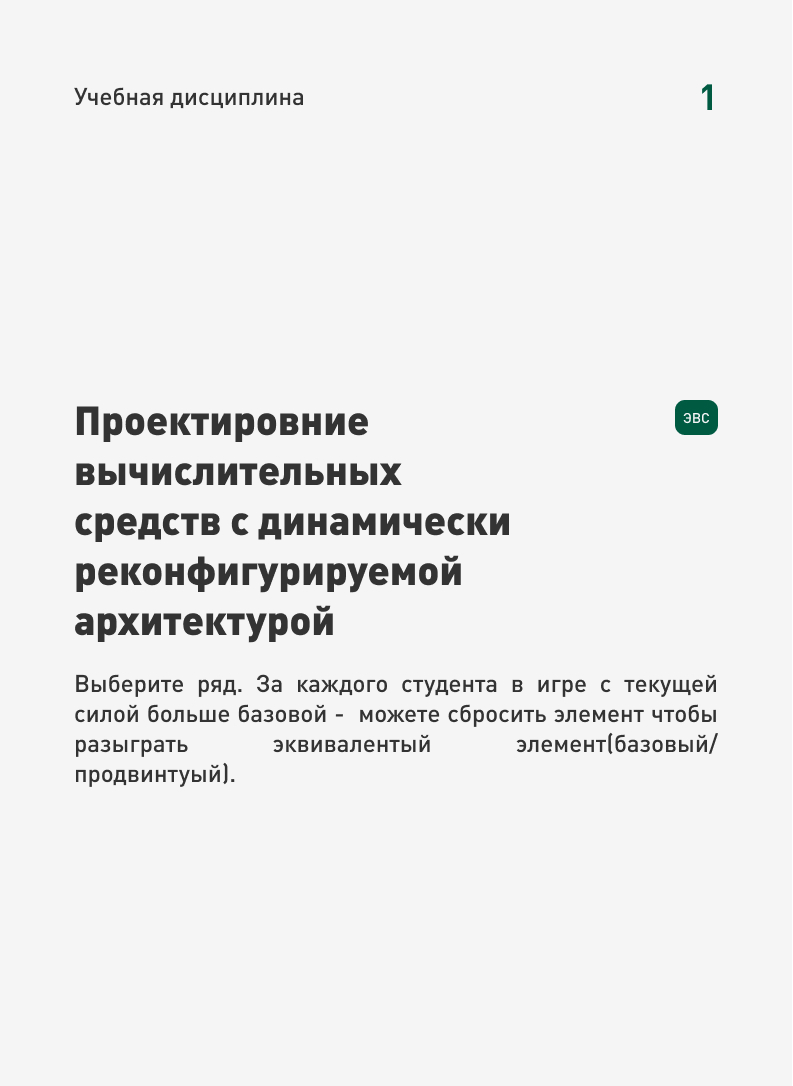 Учебная дисциплина
1
Проектировние
эвс
вычислительных
средств с динамически
реконфигурируемой
архитектурой
Выберите ряд. За каждого студента в игре с текущей
силой больше базовой - можете сбросить элемент чтобы
разыграть эквивалентый элемент(базовый/
продвинтуый).